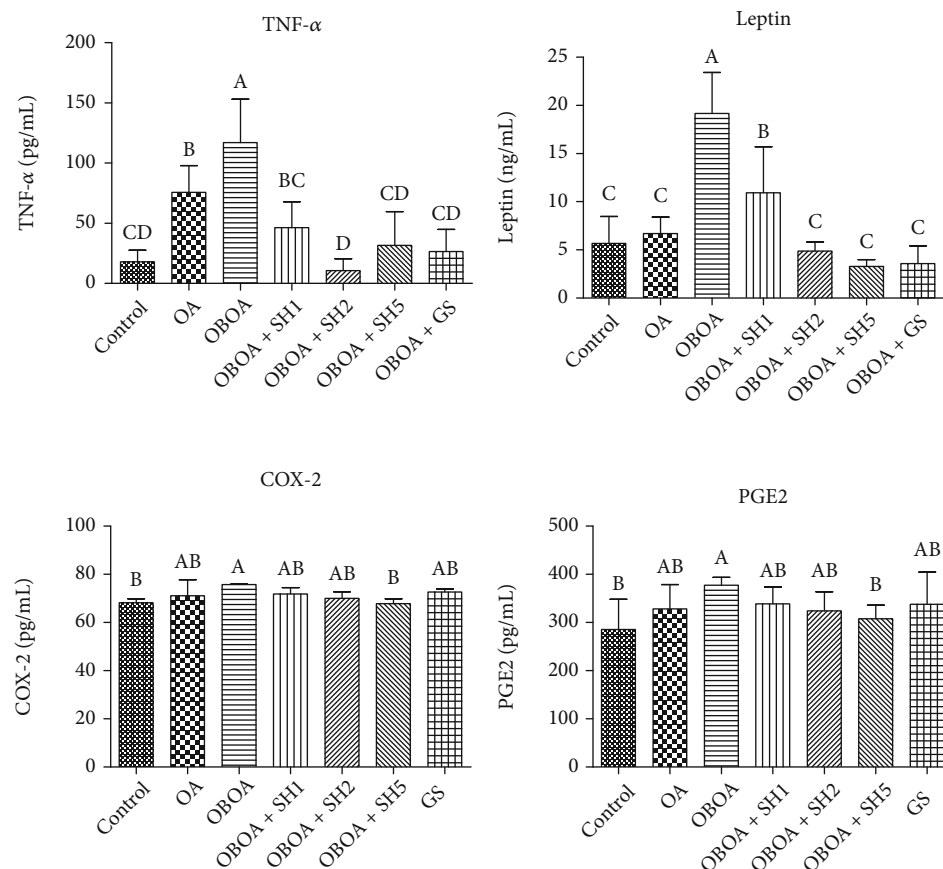 TNF-α
TNF-α (pg/mL)
200
150
100
50
0
CD
B
A
BC
D
CD
CD
Control
OA
OBOA
OBOA + SH1
OBOA + SH2
OBOA + SH5
OBOA + GS
Leptin
Leptin (ng/mL)
25
20
15
10
5
0
C
C
A
B
C
C
C
Control
OA
OBOA
OBOA + SH1
OBOA + SH2
OBOA + SH5
OBOA + GS
COX-2
COX-2 (pg/mL)
100
80
60
40
20
0
B
AB
A
AB
AB
B
AB
Control
OA
OBOA
OBOA + SH1
OBOA + SH2
OBOA + SH5
GS
PGE2
PGE2 (pg/mL)
500
400
300
200
100
0
B
AB
A
AB
AB
B
AB
Control
OA
OBOA
OBOA + SH1
OBOA + SH2
OBOA + SH5
GS